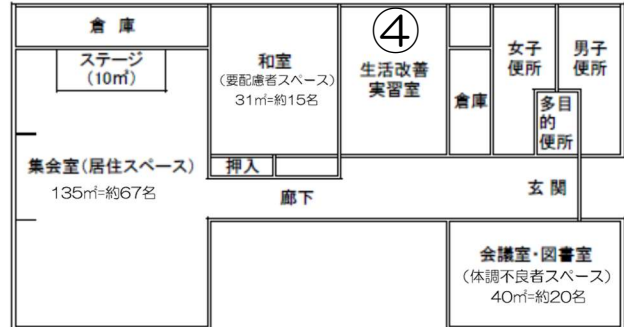 倉 庫
ステージ
(10㎡)
和室
(要配慮者スペース)
31㎡=約15名
④
生活改善
実習室
倉庫
女子
便所
男子
便所
多目
的
便所
集会室(居住スペース)
135㎡=約67名
押入
廊下
玄 関
会議室・図書室
(体調不良者スペース)
40㎡=約20名